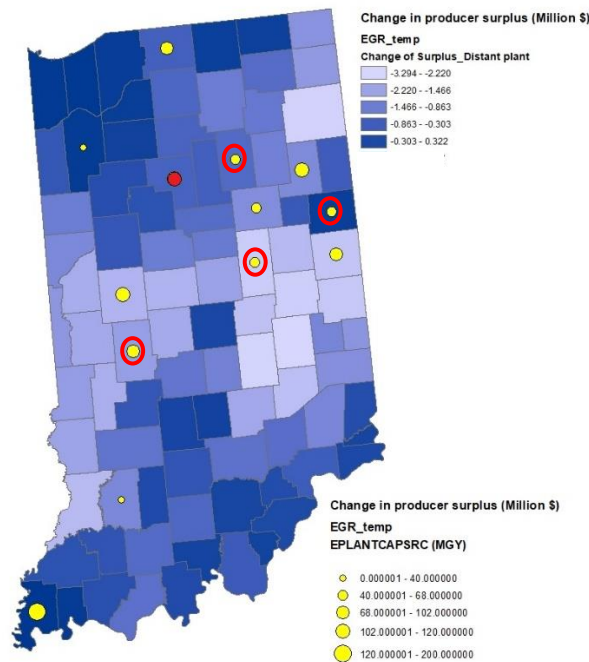 Change in producer surplus (Million $)
EGR_temp
Change of Surplus_Distant plant
-3.294 - -2.220
-2.220 - -1.466
-1.466 - -0.863
-0.863 - -0.303
-0.303 - 0.322
Change in producer surplus (Million $)
EGR_temp
EPLANTCAPSRC (MGY)
0.000001 - 40.000000
40.000001 - 68.000000
68.000001 - 102.000000
102.000001 - 120.000000
120.000001 - 200.000000